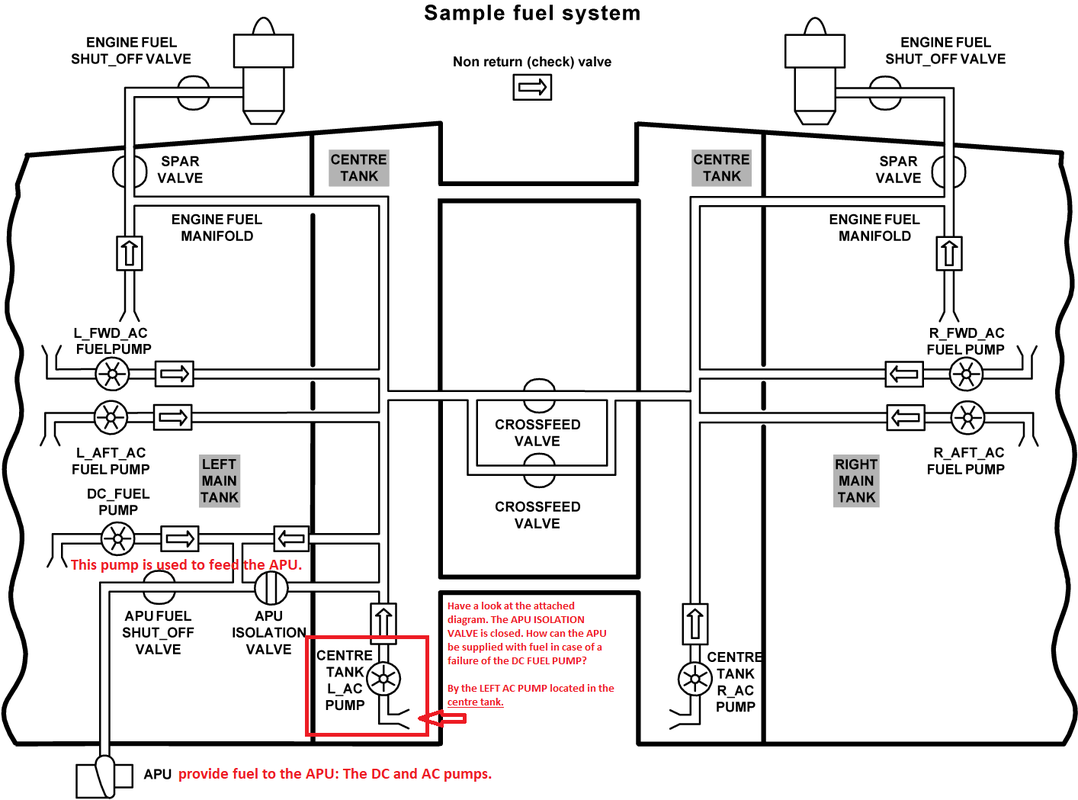 Sample fuel system
ENGINE FUEL
SHUT_OFF VALVE
Non return (check) valve
ENGINE FUEL
SHUT_OFF VALVE
SPAR
VALVE
CENTRE
TANK
CENTRE
TANK
SPAR
VALVE
ENGINE FUEL
MANIFOLD
ENGINE FUEL
MANIFOLD
L_FWD_AC
FUELPUMP
R_FWD_AC
FUEL PUMP
CROSSFEED
VALVE
L_AFT_AC
FUEL PUMP
R_AFT_AC
FUEL PUMP
LEFT
MAIN
TANK
RIGHT
MAIN
TANK
DC_FUEL
PUMP
CROSSFEED
VALVE
This pump is used to feed the APU.
APU FUEL
SHUT_OFF
VALVE
APU
ISOLATION
VALVE
Have a look at the attached
diagram. The APU ISOLATION
VALVE is closed. How can the APU
be supplied with fuel in case of a
failure of the DC FUEL PUMP?
By the LEFT AC PUMP located in the
centre tank.
CENTRE
TANK
L_AC
PUMP
CENTRE
TANK
R_AC
PUMP
APU provide fuel to the APU: The DC and AC pumps.